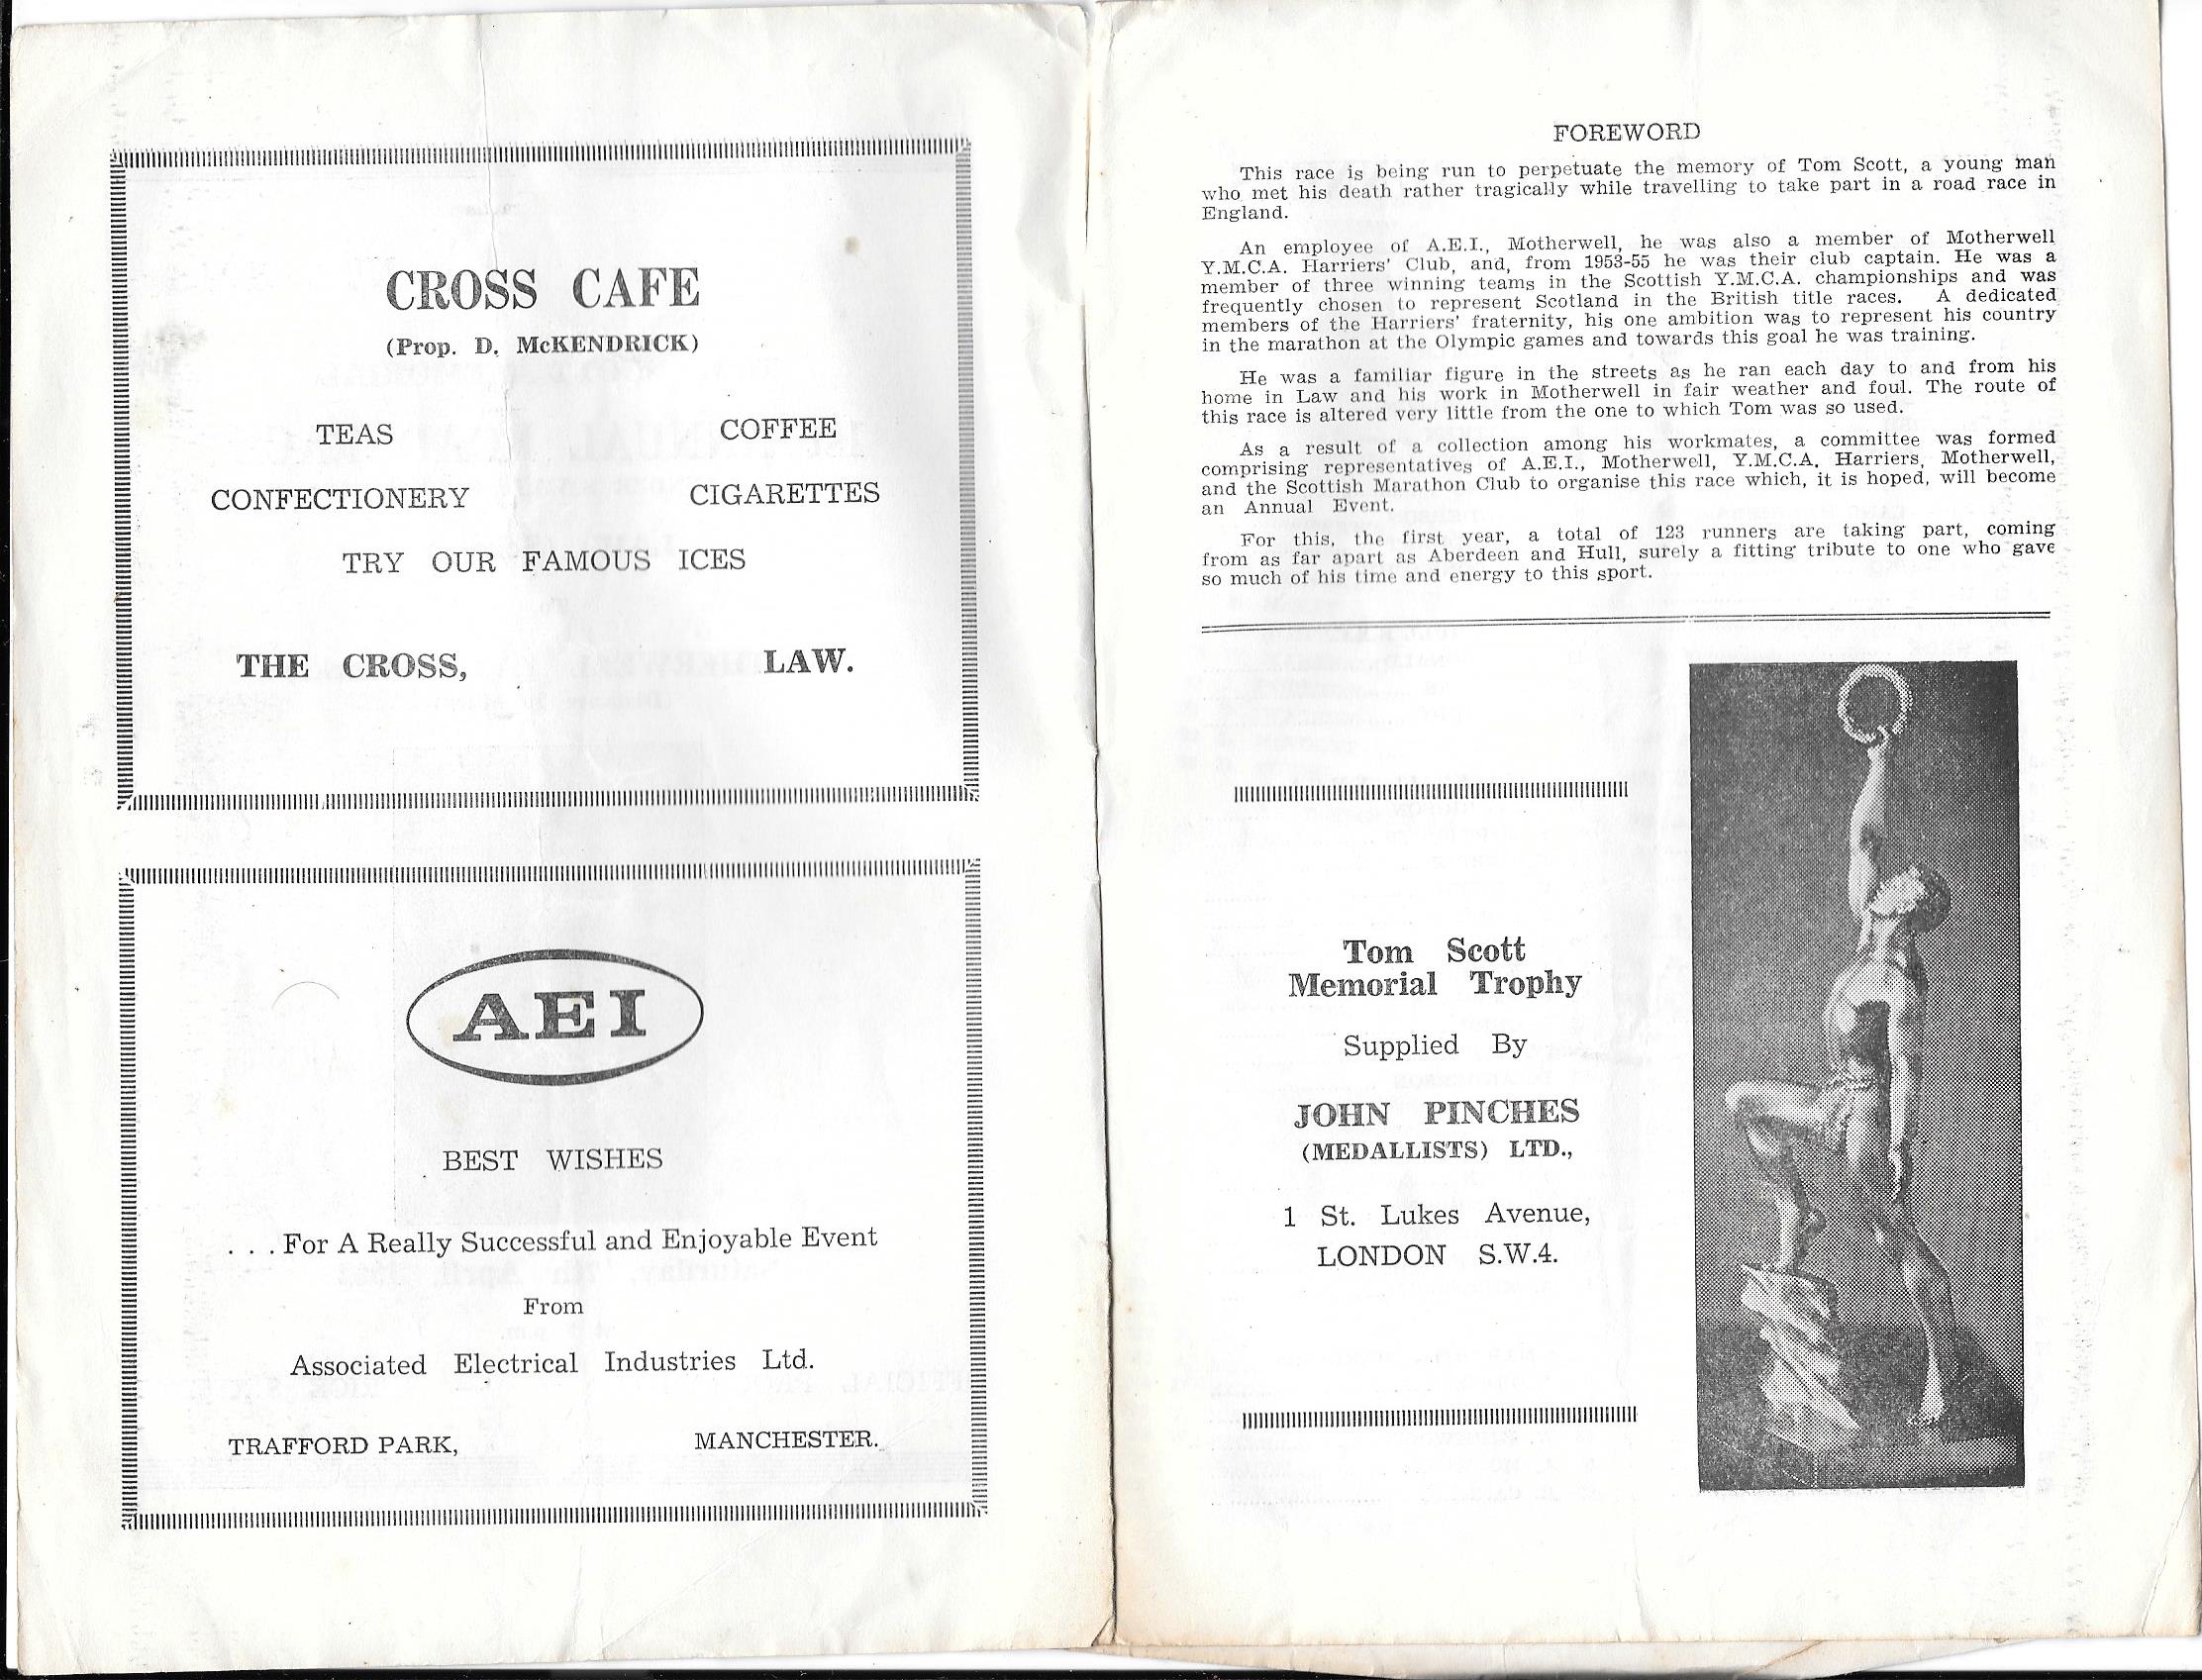 CROSS CAFE
(Prop. D. McKENDRICK)
TEAS COFFEE
CONFECTIONERY CIGARETTES
TRY OUR FAMOUS ICES
THE CROSS, LAW.
AEI
BEST WISHES
. . . For A Really Successful and Enjoyable Event
From
Associated Electrical Industries Ltd.
TRAFFORD PARK, MANCHESTER.
FOREWORD
This race is being run to perpetuate the memory of Tom Scott, a young man
who met his death rather tragically while travelling to take part in a road race in
England.
An employee of A.E.I., Motherwell, he was also a member of Motherwell
Y.M.C.A. Harriers' Club, and, from 1953-55 he was their club captain. He was a
member of three winning teams in the Scottish Y.M.C.A. championships and was
frequently chosen to represent Scotland in the British title races. A dedicated
members of the Harriers' fraternity, his one ambition was to represent his country
in the marathon at the Olympic games and towards this goal he was training.
He was a familiar figure in the streets as he ran each day to and from his
home in Law and his work in Motherwell in fair weather and foul. The route of
this race is altered very little from the one to which Tom was so used.
As a result of a collection among his workmates, a committee was formed
comprising representatives of A.E.I., Motherwell, Y.M.C.A. Harriers, Motherwell,
and the Scottish Marathon Club to organise this race which, it is hoped, will become
an Annual Event.
For this, the first year, a total of 123 runners are taking part, coming
from as far apart as Aberdeen and Hull, surely a fitting tribute to one who gave
so much of his time and energy to this sport.
Tom Scott
Memorial Trophy
Supplied By
JOHN PINCHES
(MEDALLISTS) LTD.,
1 St. Lukes Avenue,
LONDON S.W.4.